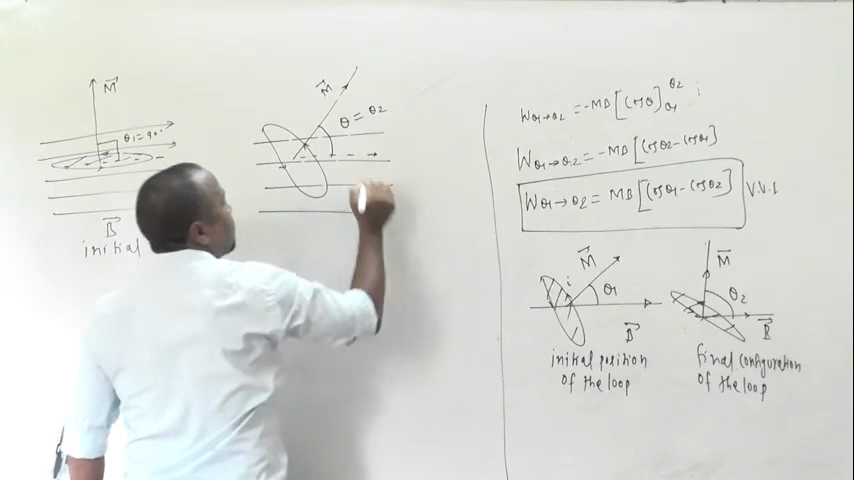 M⃗
θ₁ = 90°
B⃗
initial
M⃗
θ = θ₂
Wθ₁→θ₂ = -MB[cosθ]θ₁^θ₂
Wθ₁→θ₂ = -MB[cosθ₂-cosθ₁]
Wθ₁→θ₂ = MB[cosθ₁-cosθ₂]
V.V.I
M⃗
i
θ₁
B⃗
initial position
of the loop
M⃗
θ₂
B⃗
final configuration
of the loop